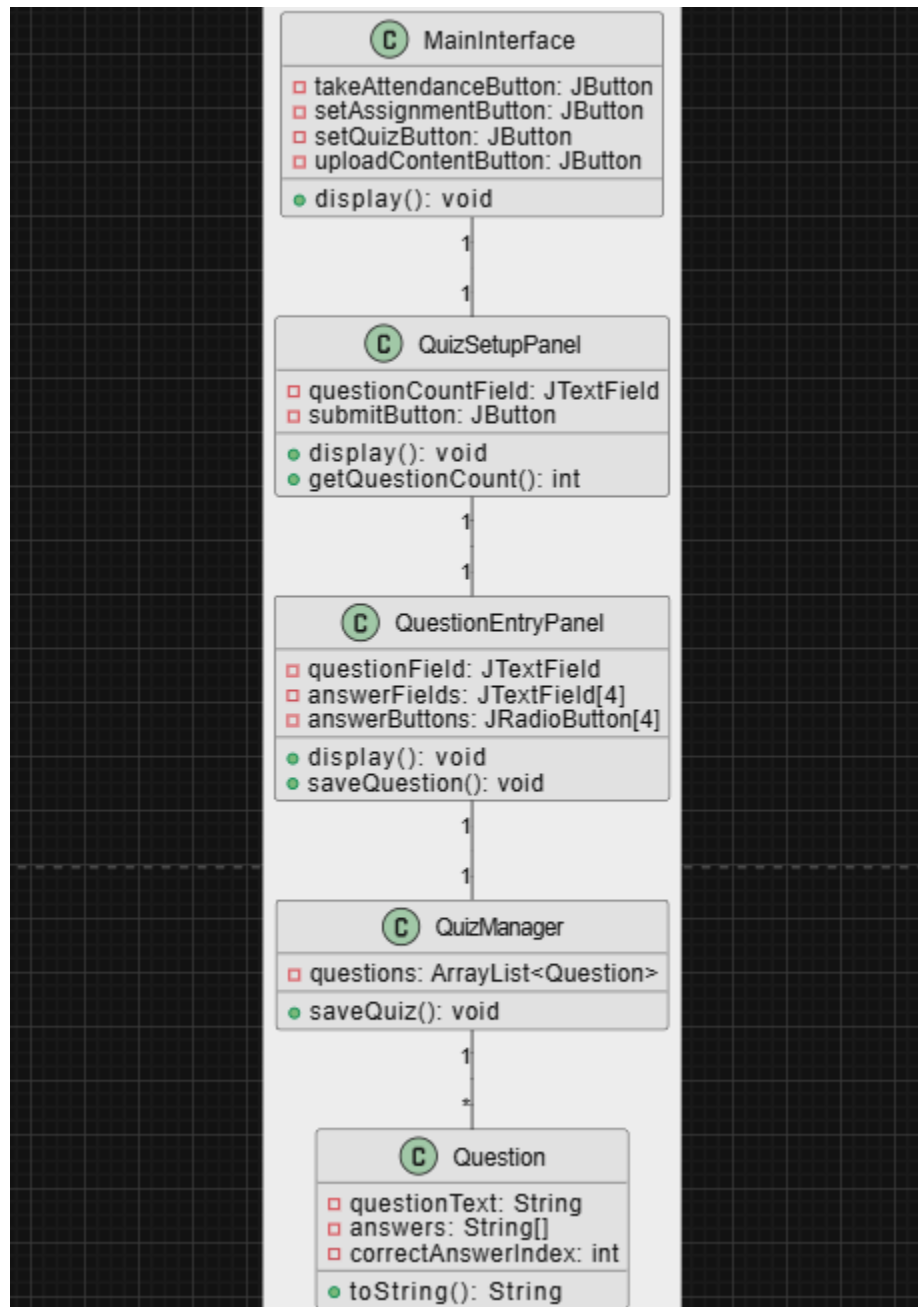 C MainInterface
takeAttendanceButton: JButton
setAssignmentButton: JButton
setQuizButton: JButton
uploadContentButton: JButton
display(): void
1
1
C QuizSetupPanel
questionCountField: JTextField
submitButton: JButton
display(): void
getQuestionCount(): int
1
1
C QuestionEntryPanel
questionField: JTextField
answerFields: JTextField[4]
answerButtons: JRadioButton[4]
display(): void
saveQuestion(): void
1
1
C QuizManager
questions: ArrayList<Question>
saveQuiz(): void
1
*
C Question
questionText: String
answers: String[]
correctAnswerIndex: int
toString(): String